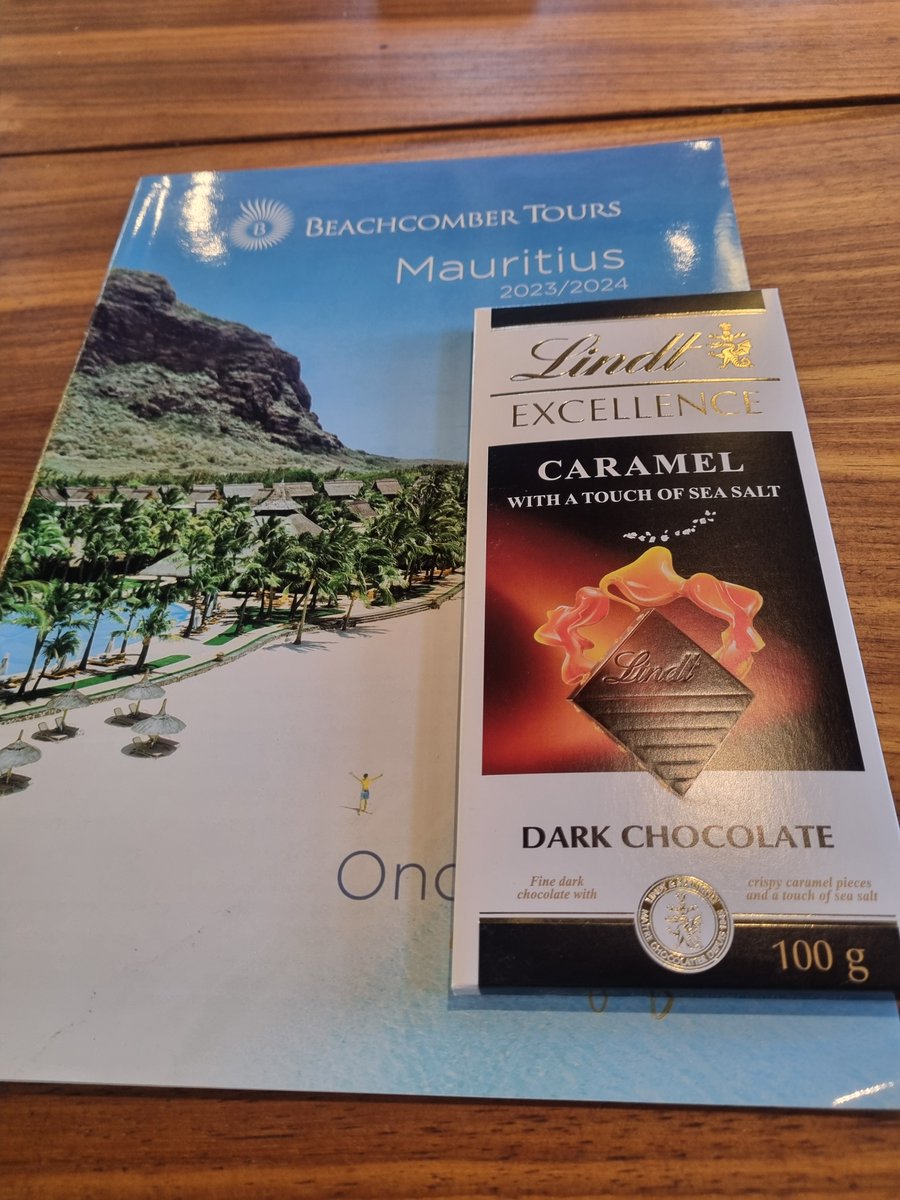 B
BEACHCOMBER TOURS
Mauritius
2023/2024
Lindt
EXCELLENCE
CARAMEL
WITH A TOUCH OF SEA SALT
Lindt
DARK CHOCOLATE
Fine dark
chocolate with
crispy caramel pieces
and a touch of sea salt
100 g